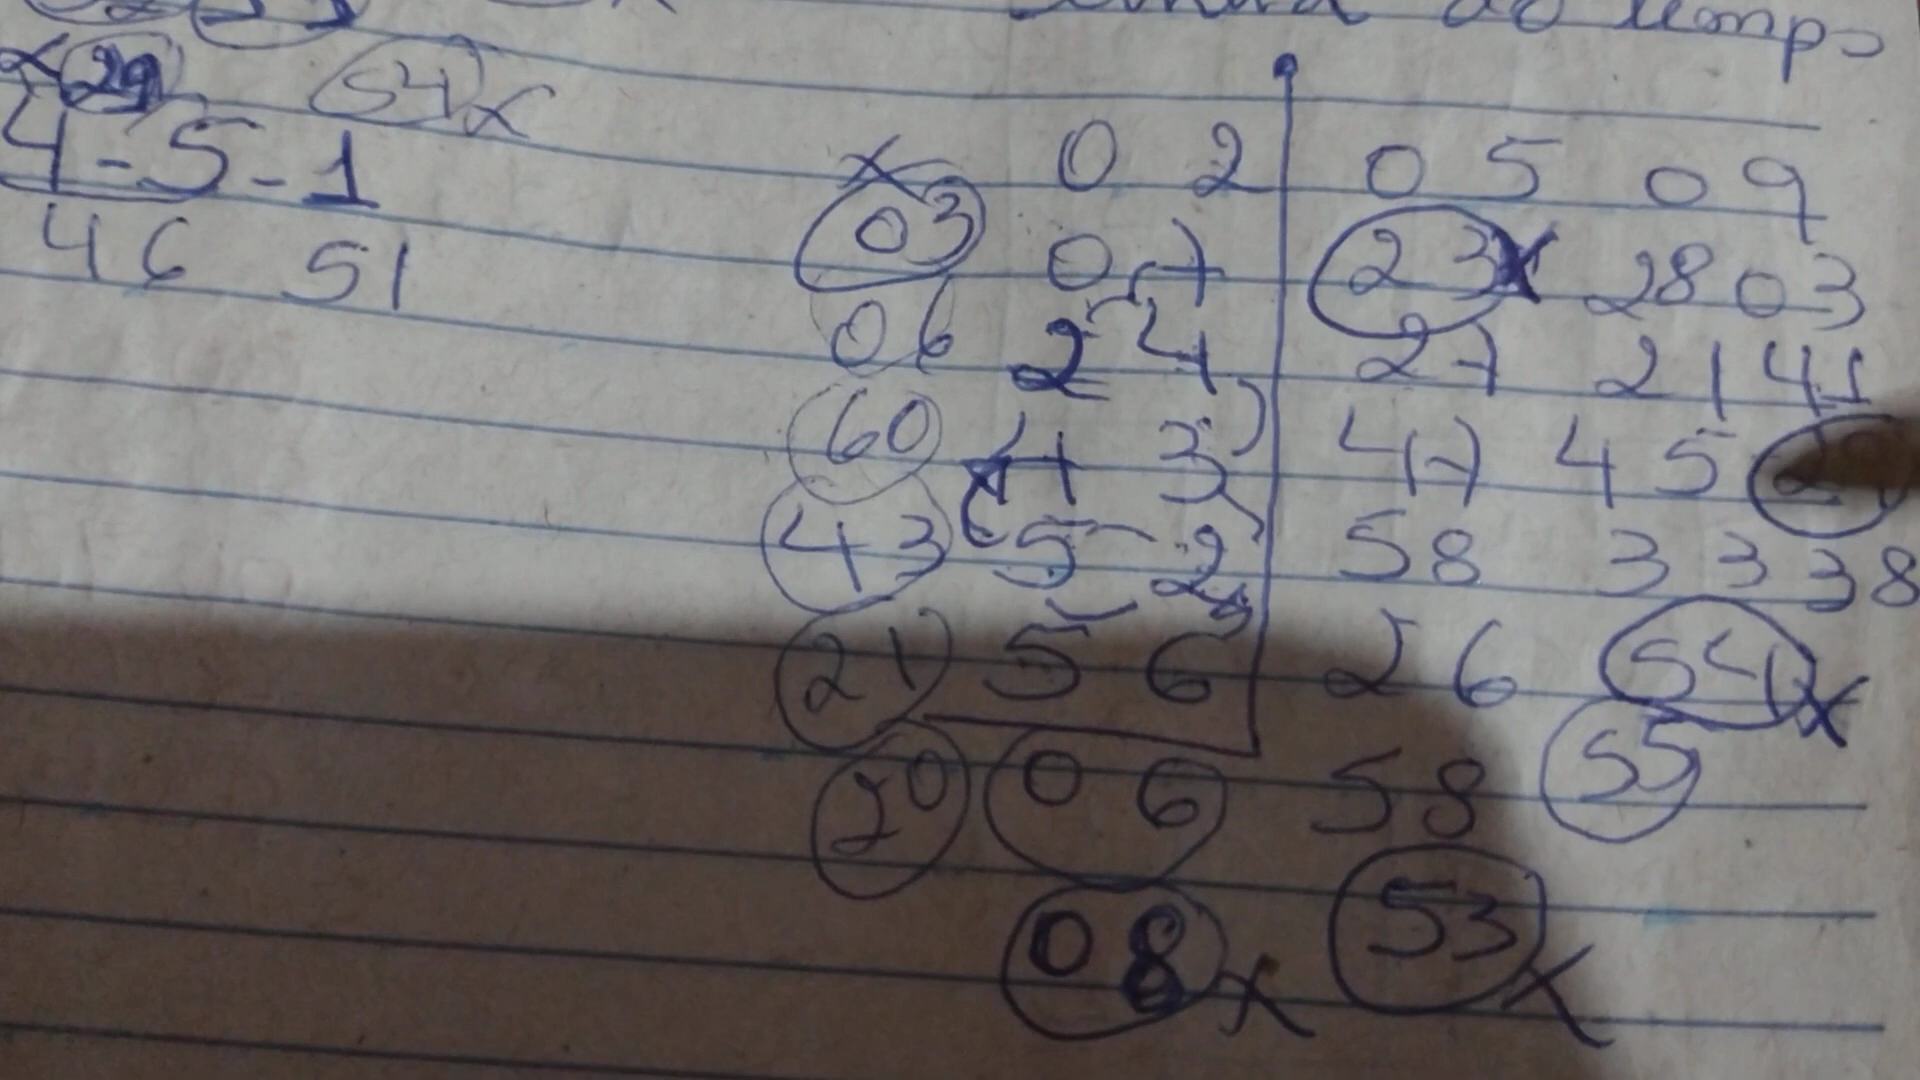 do temp
29 54 x
4-5-1
46 51
x 02 05 09
03 07 23 x 28 03
06 24 27 21 41
60 43 47 45
43 52 58 33 38
21 56 26 54 x
20 06 58 55
08 x 53 x